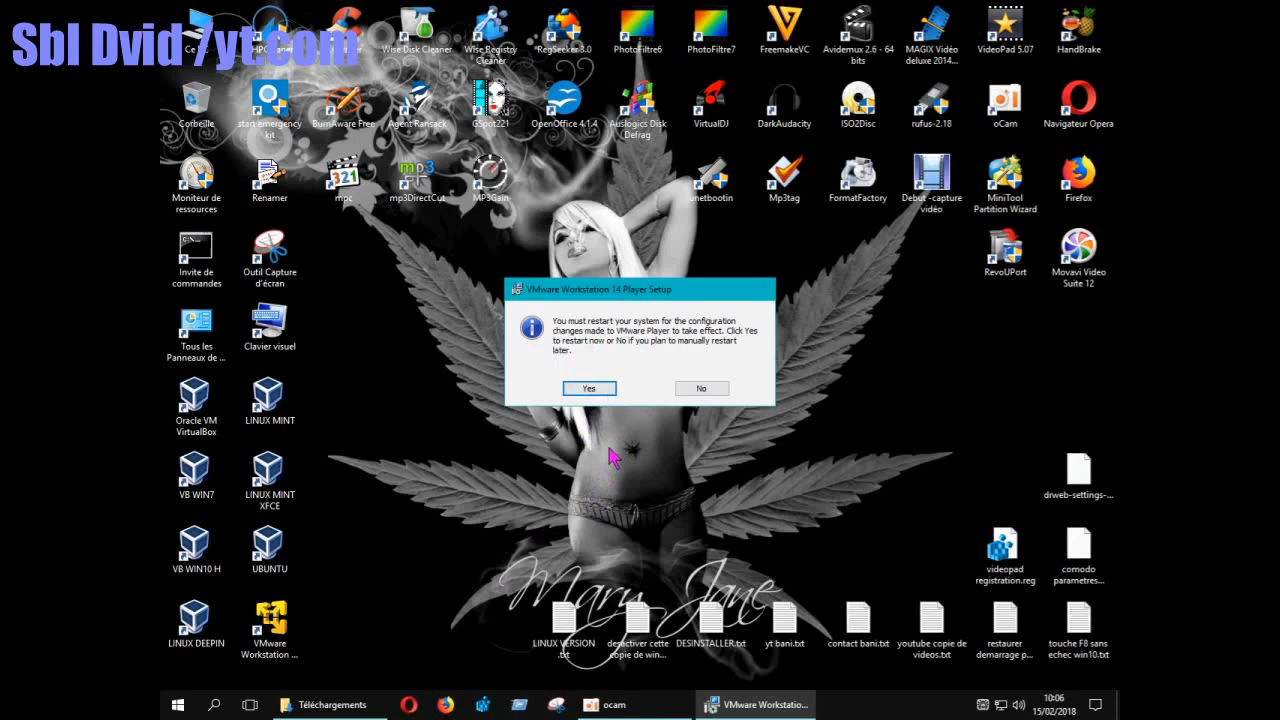 Sbl Dvid 7yt.com
Wise Disk Cleaner
Wise Registry
Cleaner
RegSeeker 3.0
PhotoFiltre6
PhotoFiltre7
FreemakeVC
Avidemux 2.6 - 64
bits
MAGIX Vidéo
deluxe 2014...
VideoPad 5.07
HandBrake
Corbeille
start emergency
kit
BurnAware Free
Agent Ransack
GSpot221
OpenOffice 4.1.4
Auslogics Disk
Defrag
VirtualDJ
DarkAudacity
ISO2Disc
rufus-2.18
oCam
Navigateur Opera
Moniteur de
ressources
Renamer
321
mpc
mp3
mp3DirectCut
MP3Gain
unetbootin
Mp3tag
FormatFactory
Debut -capture
vidéo
MiniTool
Partition Wizard
Firefox
Invite de
commandes
Outil Capture
d'écran
RevoUPort
Movavi Video
Suite 12
VMware Workstation 14 Player Setup
You must restart your system for the configuration
changes made to VMware Player to take effect. Click Yes
to restart now or No if you plan to manually restart
later.
Yes
No
Tous les
Panneaux de ...
Clavier visuel
Oracle VM
VirtualBox
LINUX MINT
VB WIN7
LINUX MINT
XFCE
drweb-settings-...
VB WIN10 H
UBUNTU
videopad
registration.reg
comodo
parametres...
Mary Jane
LINUX DEEPIN
VMware
Workstation ...
LINUX VERSION
.txt
desactiver cette
copie de win...
DESINSTALLER.txt
yt bani.txt
contact bani.txt
youtube copie de
videos.txt
restaurer
demarrage p...
touche F8 sans
echec win10.txt
Téléchargements
ocam
VMware Workstatio...
10:06
15/02/2018